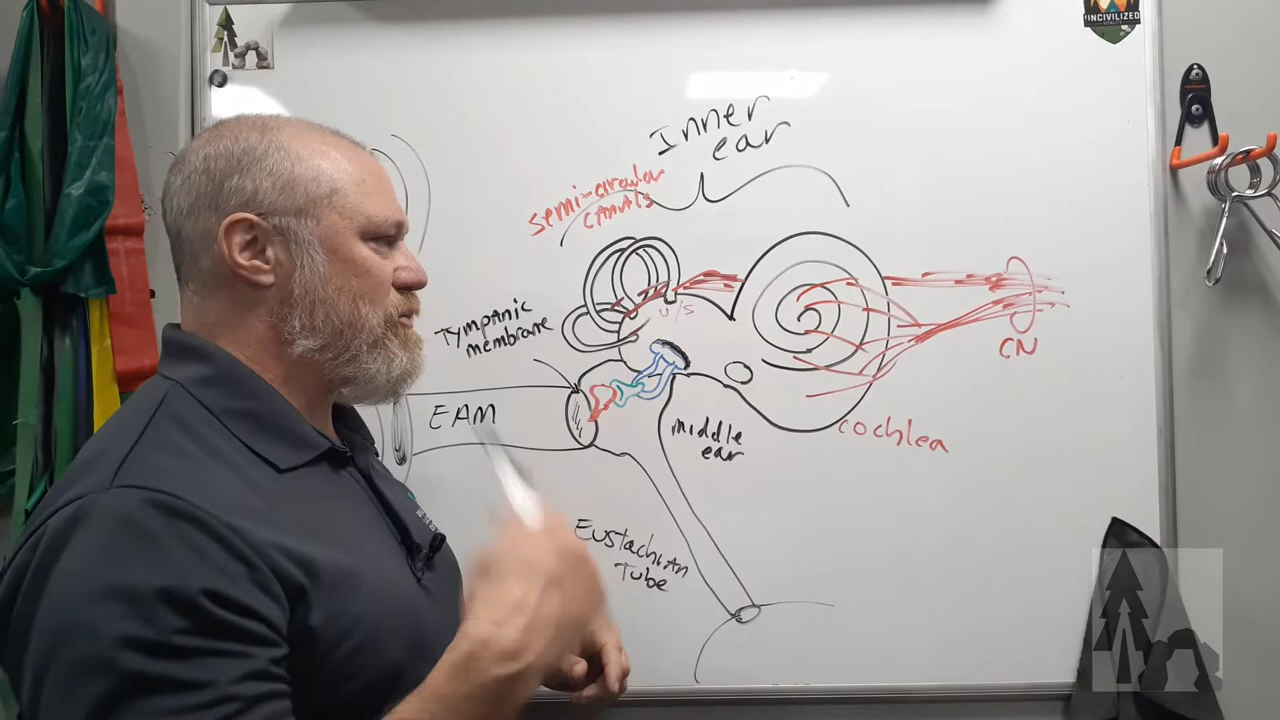 UNCIVILIZED
Inner
ear
semi-circular
canals
Tympanic
membrane
U/S
CN
EAM
middle
ear
cochlea
Eustachian
Tube